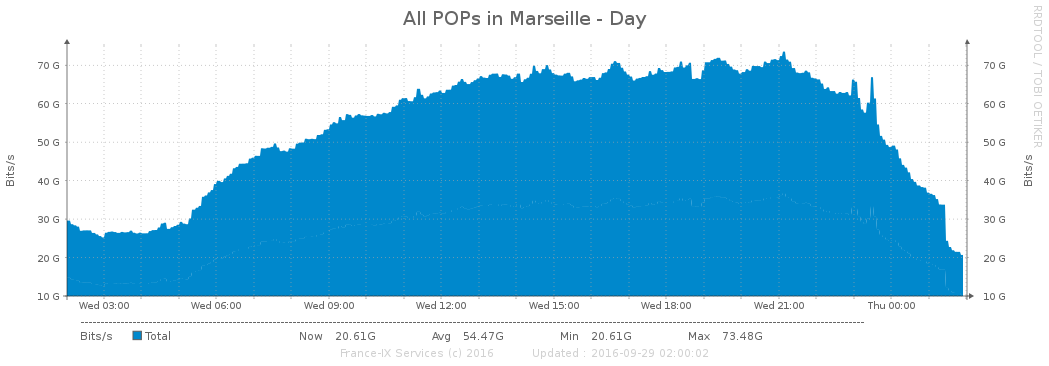 All POPs in Marseille - Day
RRDTOOL / TOBI OETIKER
Bits/s
70 G 70 G
60 G 60 G
50 G 50 G
40 G 40 G
30 G 30 G
20 G 20 G
10 G 10 G
Bits/s
Wed 03:00 Wed 06:00 Wed 09:00 Wed 12:00 Wed 15:00 Wed 18:00 Wed 21:00 Thu 00:00
Bits/s Total Now 20.61G Avg 54.47G Min 20.61G Max 73.48G
France-IX Services (c) 2016 Updated : 2016-09-29 02:00:02